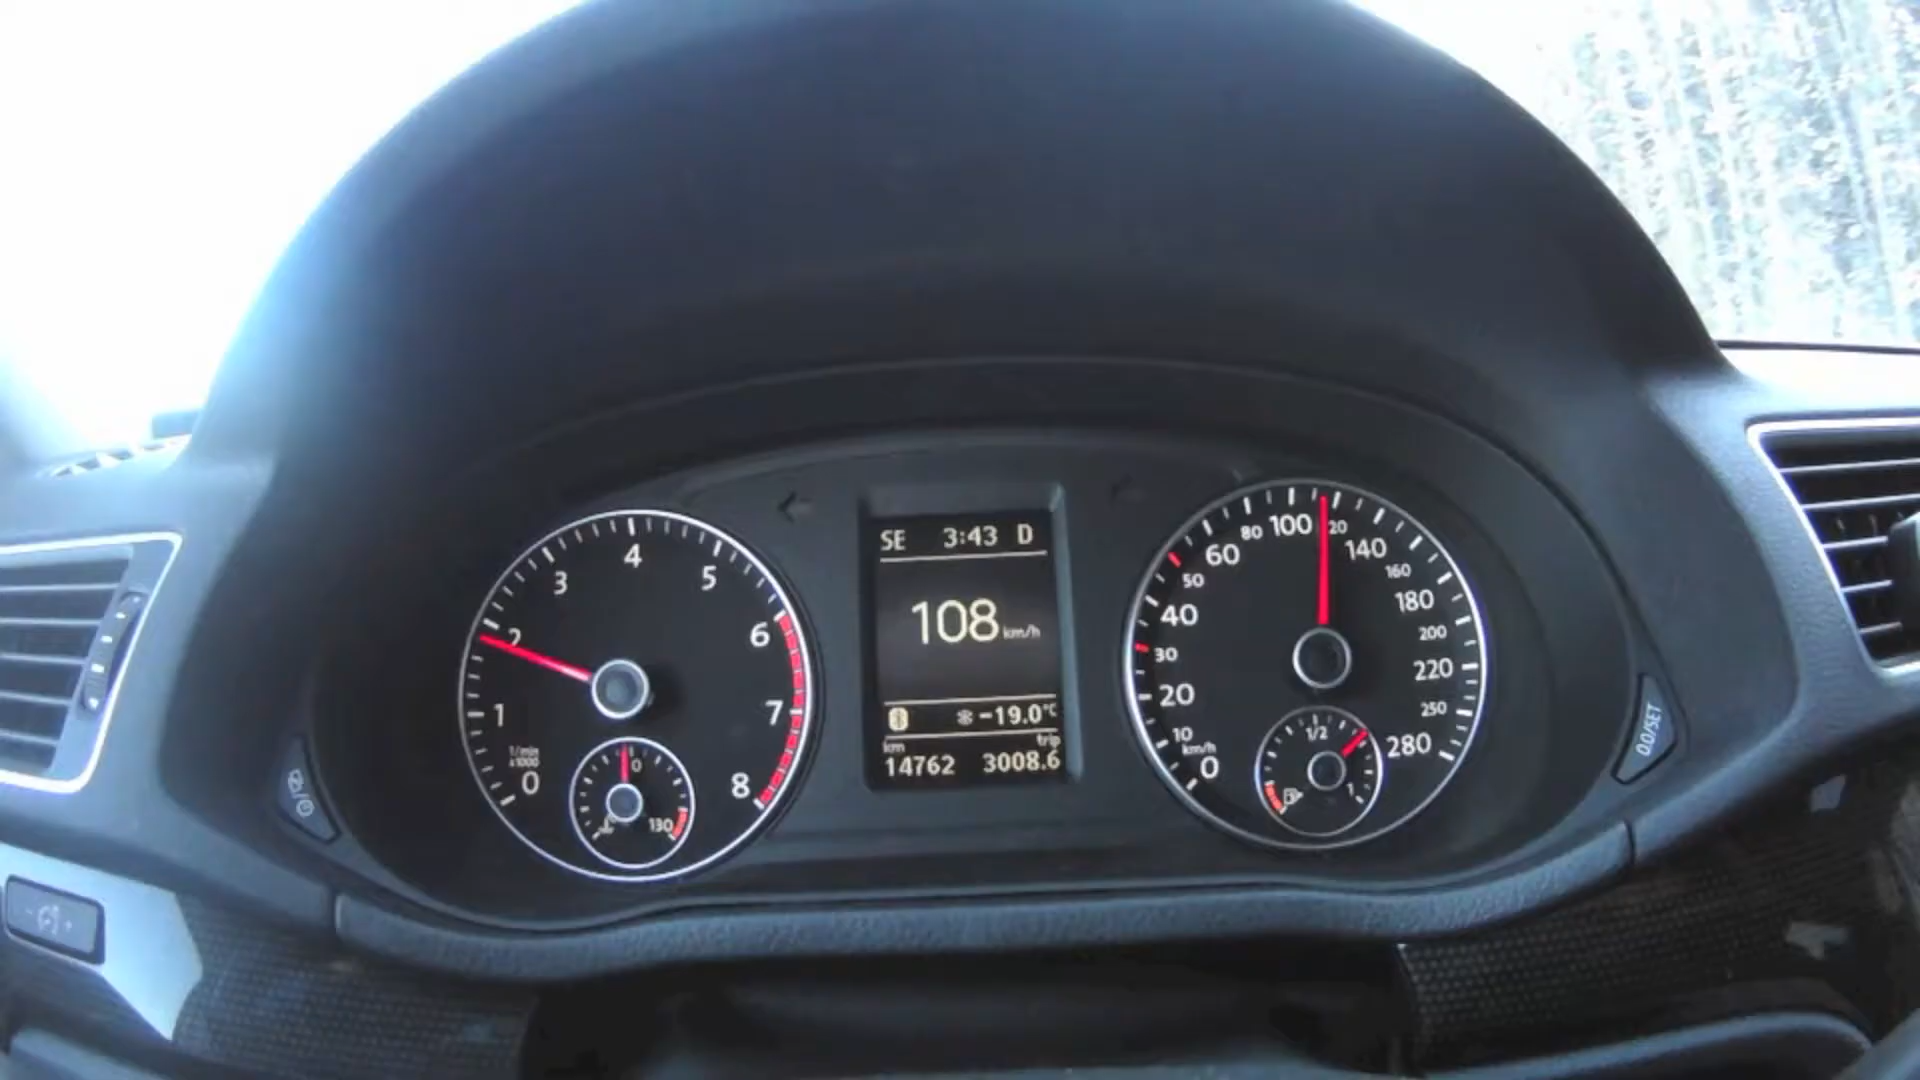 SE 3:43 D
108 km/h
-19.0°C
km trip
14762 3008.6
0 1 2 3 4 5 6 7 8
1/min
x1000
0 130
0 10 20 30 40 50 60 80 100 20 140 160 180 200 220 250 280
km/h
1/2 1
0.0/SET